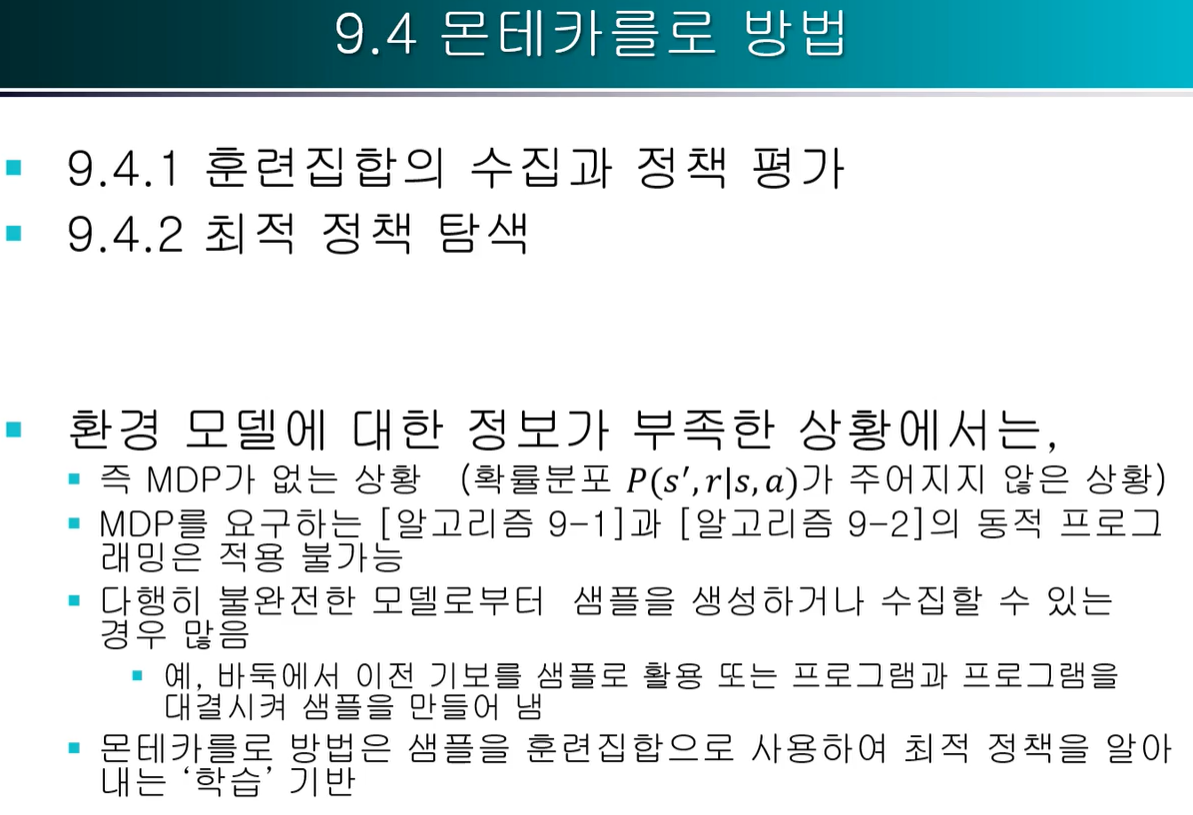 9.4 몬테카를로 방법
9.4.1 훈련집합의 수집과 정책 평가
9.4.2 최적 정책 탐색
환경 모델에 대한 정보가 부족한 상황에서는,
즉 MDP가 없는 상황 (확률분포 P(s′,r|s,a)가 주어지지 않은 상황)
MDP를 요구하는 [알고리즘 9-1]과 [알고리즘 9-2]의 동적 프로그
래밍은 적용 불가능
다행히 불완전한 모델로부터 샘플을 생성하거나 수집할 수 있는
경우 많음
예, 바둑에서 이전 기보를 샘플로 활용 또는 프로그램과 프로그램을
대결시켜 샘플을 만들어 냄
몬테카를로 방법은 샘플을 훈련집합으로 사용하여 최적 정책을 알아
내는 ‘학습’ 기반